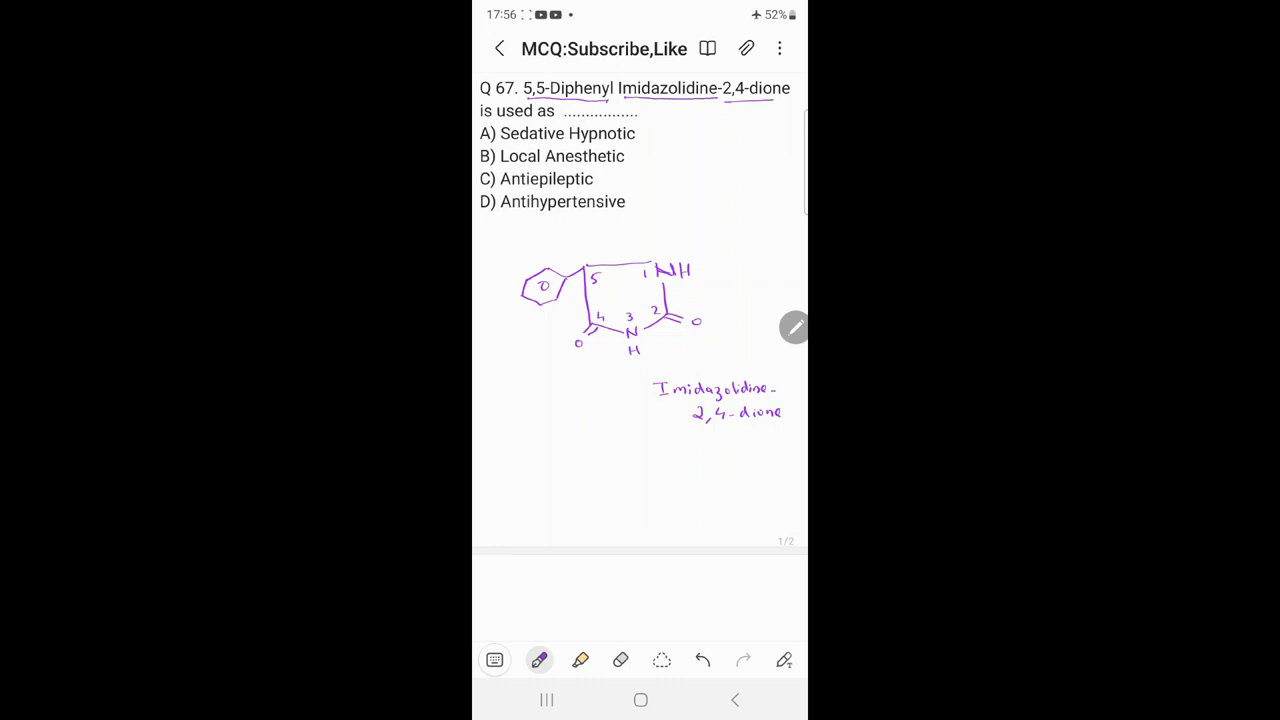 17:56 52%
MCQ:Subscribe,Like
Q 67. 5,5-Diphenyl Imidazolidine-2,4-dione
is used as .................
A) Sedative Hypnotic
B) Local Anesthetic
C) Antiepileptic
D) Antihypertensive
5 1 NH
4 3 2
O N O
H
Imidazolidine-
2,4-dione
1/2